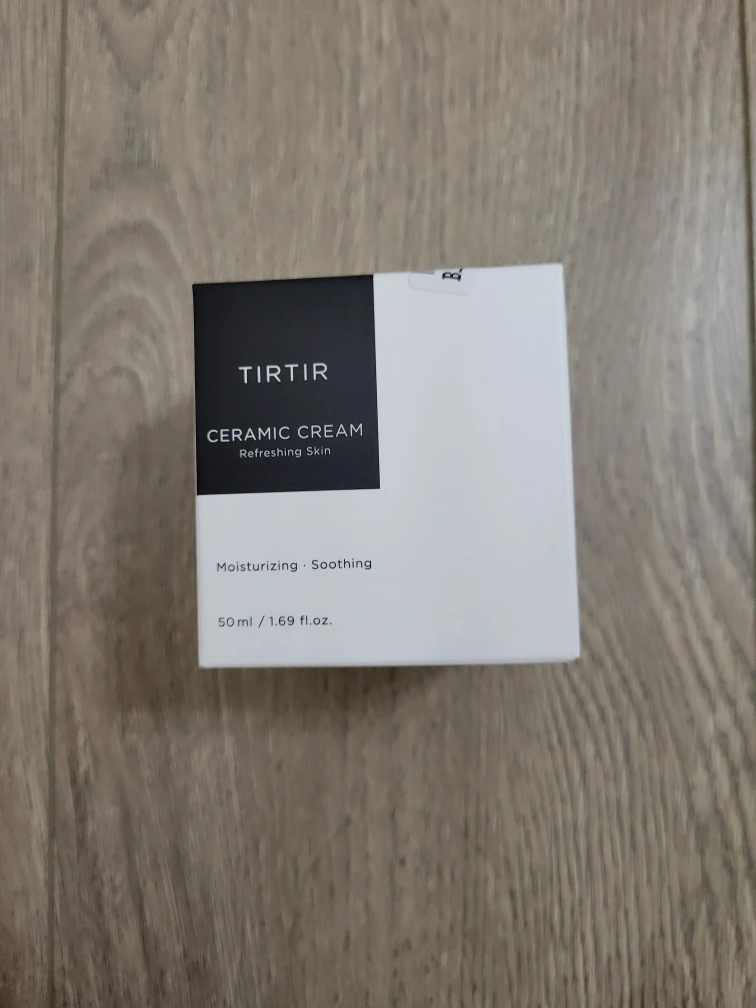 TIRTIR
CERAMIC CREAM
Refreshing Skin
Moisturizing · Soothing
50ml / 1.69 fl.oz.